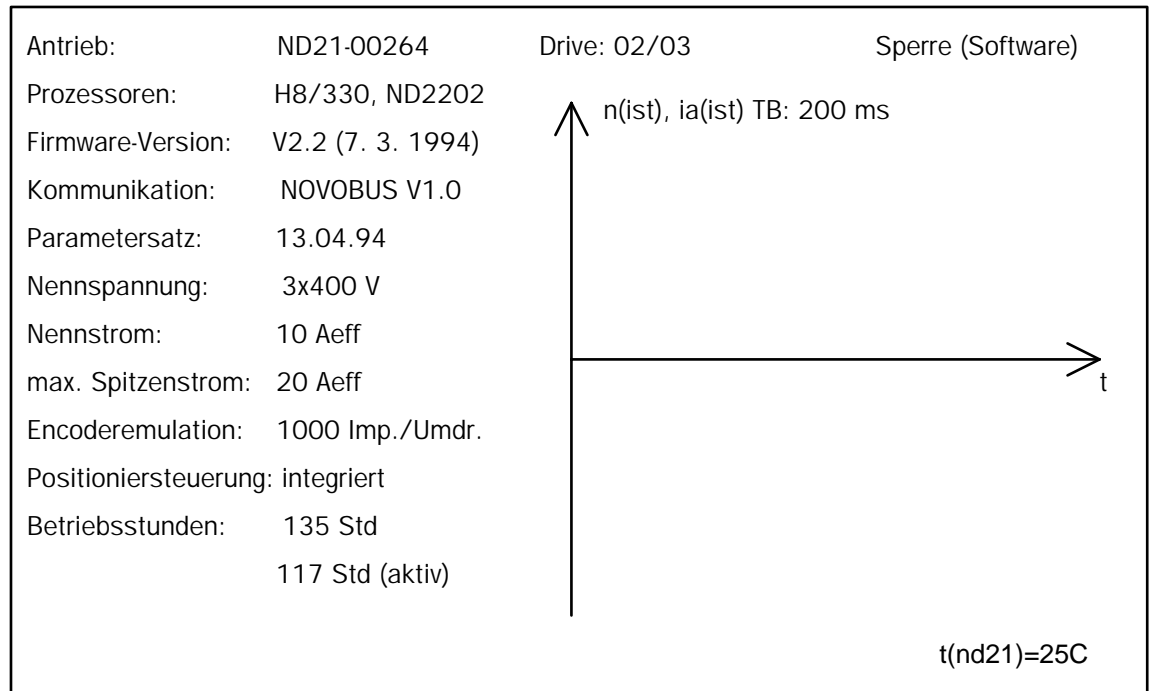 Antrieb: ND21-00264 Drive: 02/03 Sperre (Software)
Prozessoren: H8/330, ND2202
n(ist), ia(ist) TB: 200 ms
Firmware-Version: V2.2 (7. 3. 1994)
Kommunikation: NOVOBUS V1.0
Parametersatz: 13.04.94
Nennspannung: 3x400 V
Nennstrom: 10 Aeff
max. Spitzenstrom: 20 Aeff
t
Encoderemulation: 1000 Imp./Umdr.
Positioniersteuerung: integriert
Betriebsstunden: 135 Std
117 Std (aktiv)
t(nd21)=25C